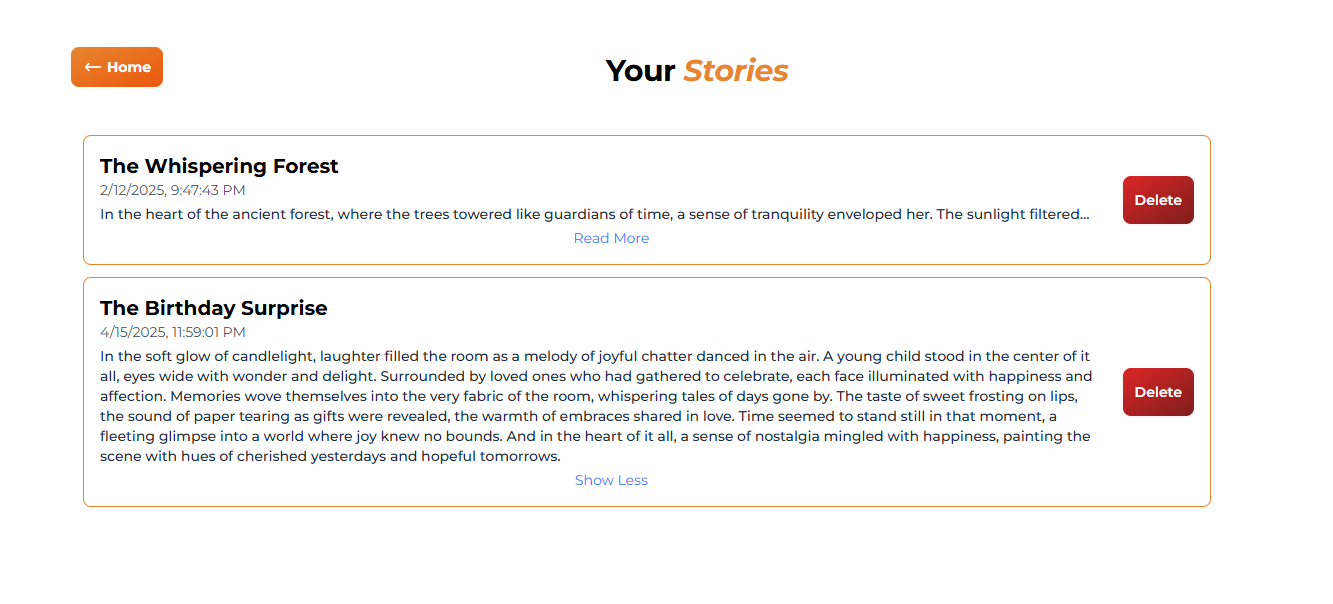 ← Home
Your Stories
The Whispering Forest
2/12/2025, 9:47:43 PM
In the heart of the ancient forest, where the trees towered like guardians of time, a sense of tranquility enveloped her. The sunlight filtered...
Delete
Read More
The Birthday Surprise
4/15/2025, 11:59:01 PM
In the soft glow of candlelight, laughter filled the room as a melody of joyful chatter danced in the air. A young child stood in the center of it
all, eyes wide with wonder and delight. Surrounded by loved ones who had gathered to celebrate, each face illuminated with happiness and
affection. Memories wove themselves into the very fabric of the room, whispering tales of days gone by. The taste of sweet frosting on lips,
the sound of paper tearing as gifts were revealed, the warmth of embraces shared in love. Time seemed to stand still in that moment, a
fleeting glimpse into a world where joy knew no bounds. And in the heart of it all, a sense of nostalgia mingled with happiness, painting the
scene with hues of cherished yesterdays and hopeful tomorrows.
Delete
Show Less